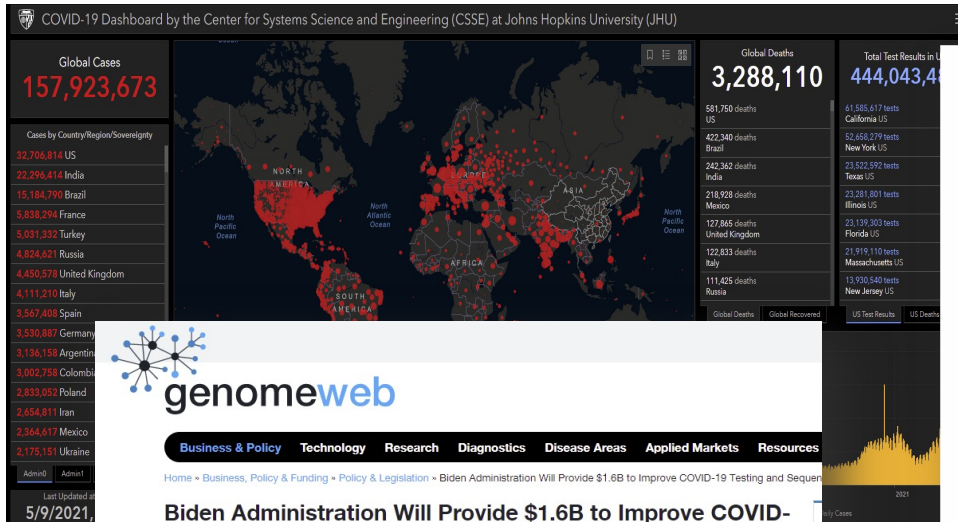 COVID-19 Dashboard by the Center for Systems Science and Engineering (CSSE) at Johns Hopkins University (JHU)
Global Cases
157,923,673
Cases by Country/Region/Sovereignty
32,706,814 US
22,296,414 India
15,184,790 Brazil
5,838,294 France
5,031,332 Turkey
4,824,621 Russia
4,450,578 United Kingdom
4,111,210 Italy
3,567,408 Spain
3,530,887 Germany
3,136,158 Argentin
3,002,758 Colombi
2,833,052 Poland
2,654,811 Iran
2,364,617 Mexico
2,175,151 Ukraine
Admin0 Admin1
Last Updated at
5/9/2021,
NORTH
AMERICA
North
Pacific
Ocean
North
Atlantic
Ocean
EUROPE
ASIA
AFRICA
SOUTH
AMERICA
North
Pacific
Ocean
Global Deaths
3,288,110
581,750 deaths
US
422,340 deaths
Brazil
242,362 deaths
India
218,928 deaths
Mexico
127,865 deaths
United Kingdom
122,833 deaths
Italy
111,425 deaths
Russia
Global Deaths Global Recovered
Total Test Results in U
444,043,4
61,585,617 tests
California US
52,658,279 tests
New York US
23,522,592 tests
Texas US
23,281,801 tests
Illinois US
23,139,303 tests
Florida US
21,919,110 tests
Massachusetts US
13,930,540 tests
New Jersey US
US Test Results US Deaths
2021
aily Cases
genomeweb
Business & Policy Technology Research Diagnostics Disease Areas Applied Markets Resources
Home » Business, Policy & Funding » Policy & Legislation » Biden Administration Will Provide $1.6B to Improve COVID-19 Testing and Sequen
Biden Administration Will Provide $1.6B to Improve COVID-